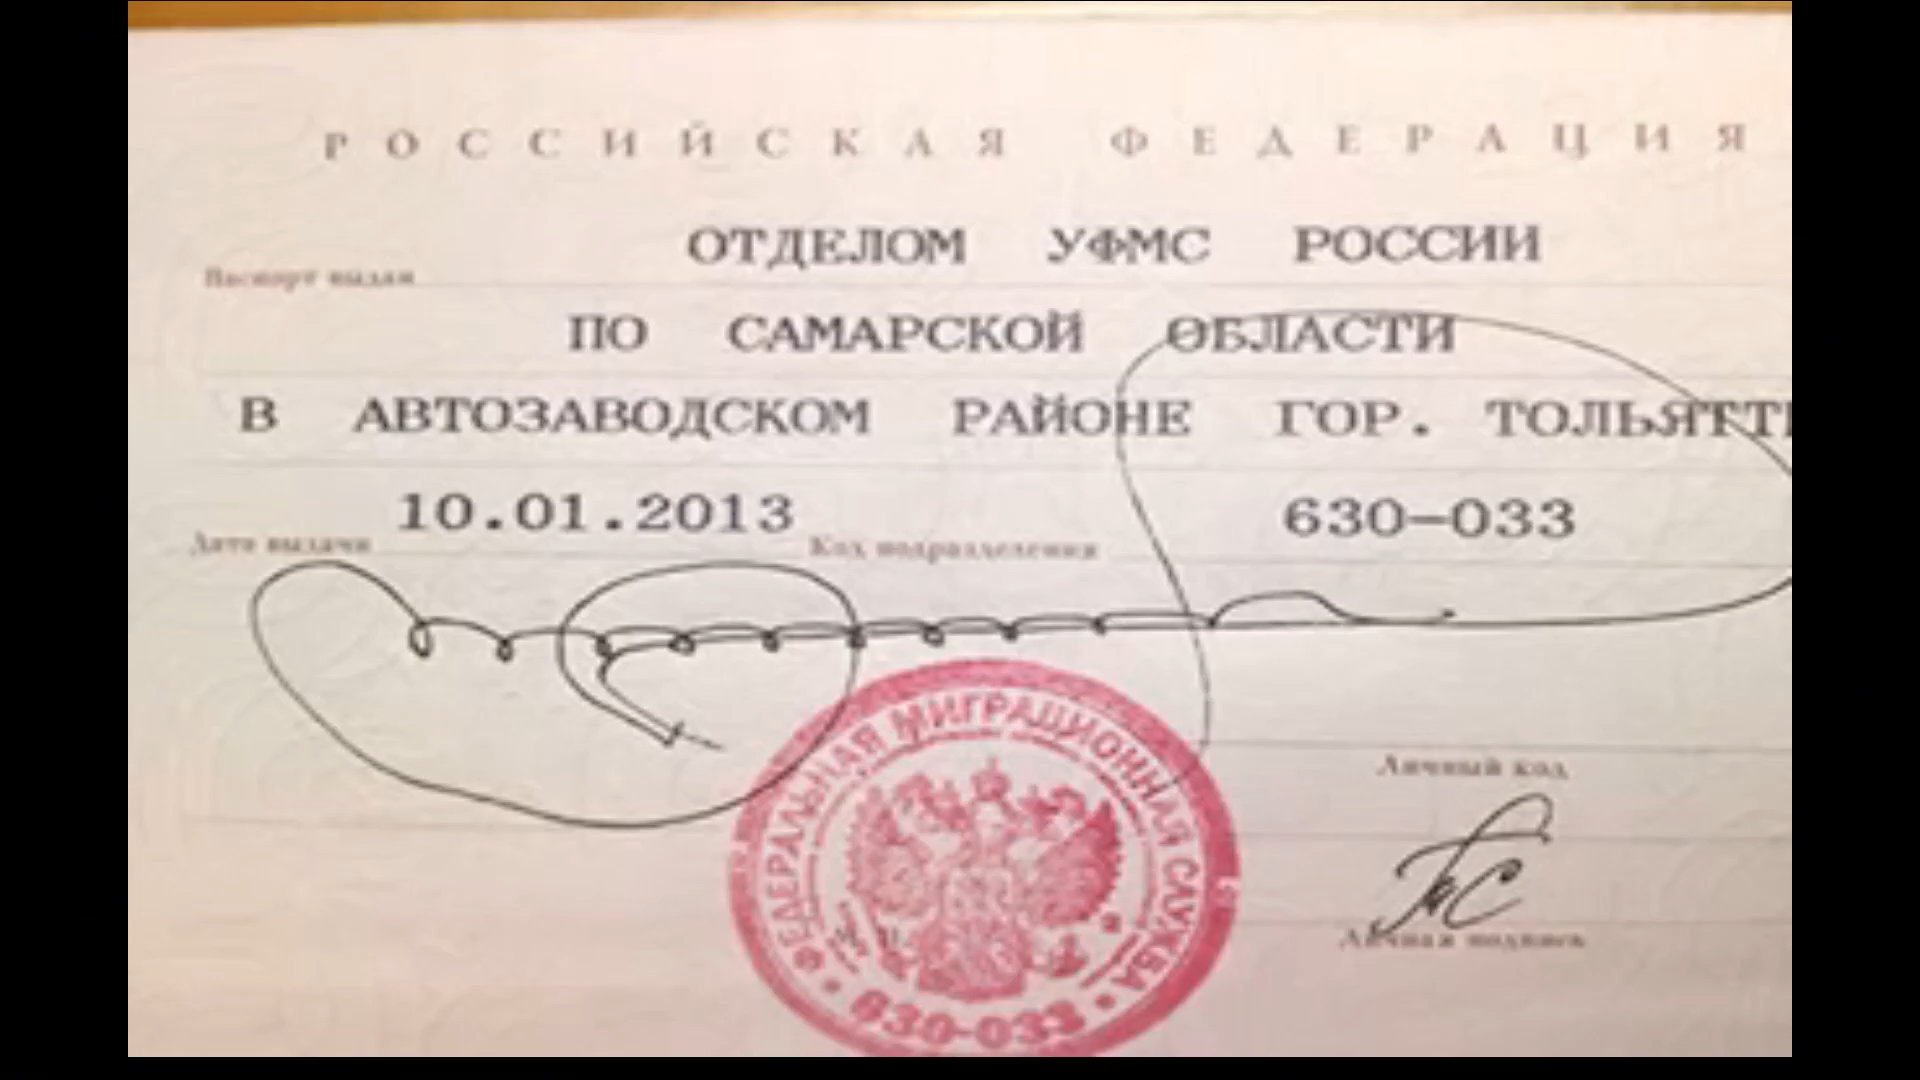 РОССИЙСКАЯ ФЕДЕРАЦИЯ
ОТДЕЛОМ УФМС РОССИИ
Паспорт выдан
ПО САМАРСКОЙ ОБЛАСТИ
В АВТОЗАВОДСКОМ РАЙОНЕ ГОР. ТОЛЬЯТТИ
10.01.2013 630-033
Дата выдачи Код подразделения
ФЕДЕРАЛЬНАЯ МИГРАЦИОННАЯ СЛУЖБА
Личный код
Личная подпись
630-033